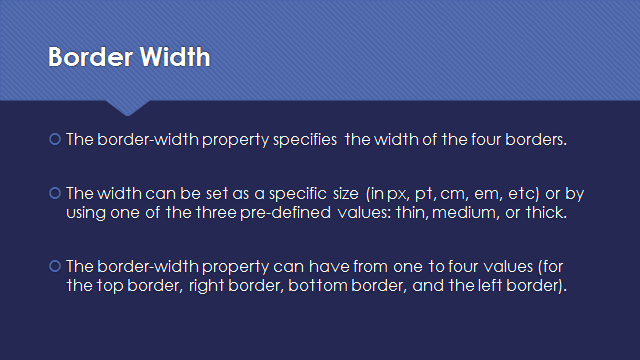 Border Width
The border-width property specifies the width of the four borders.
The width can be set as a specific size (in px, pt, cm, em, etc) or by
using one of the three pre-defined values: thin, medium, or thick.
The border-width property can have from one to four values (for
the top border, right border, bottom border, and the left border).